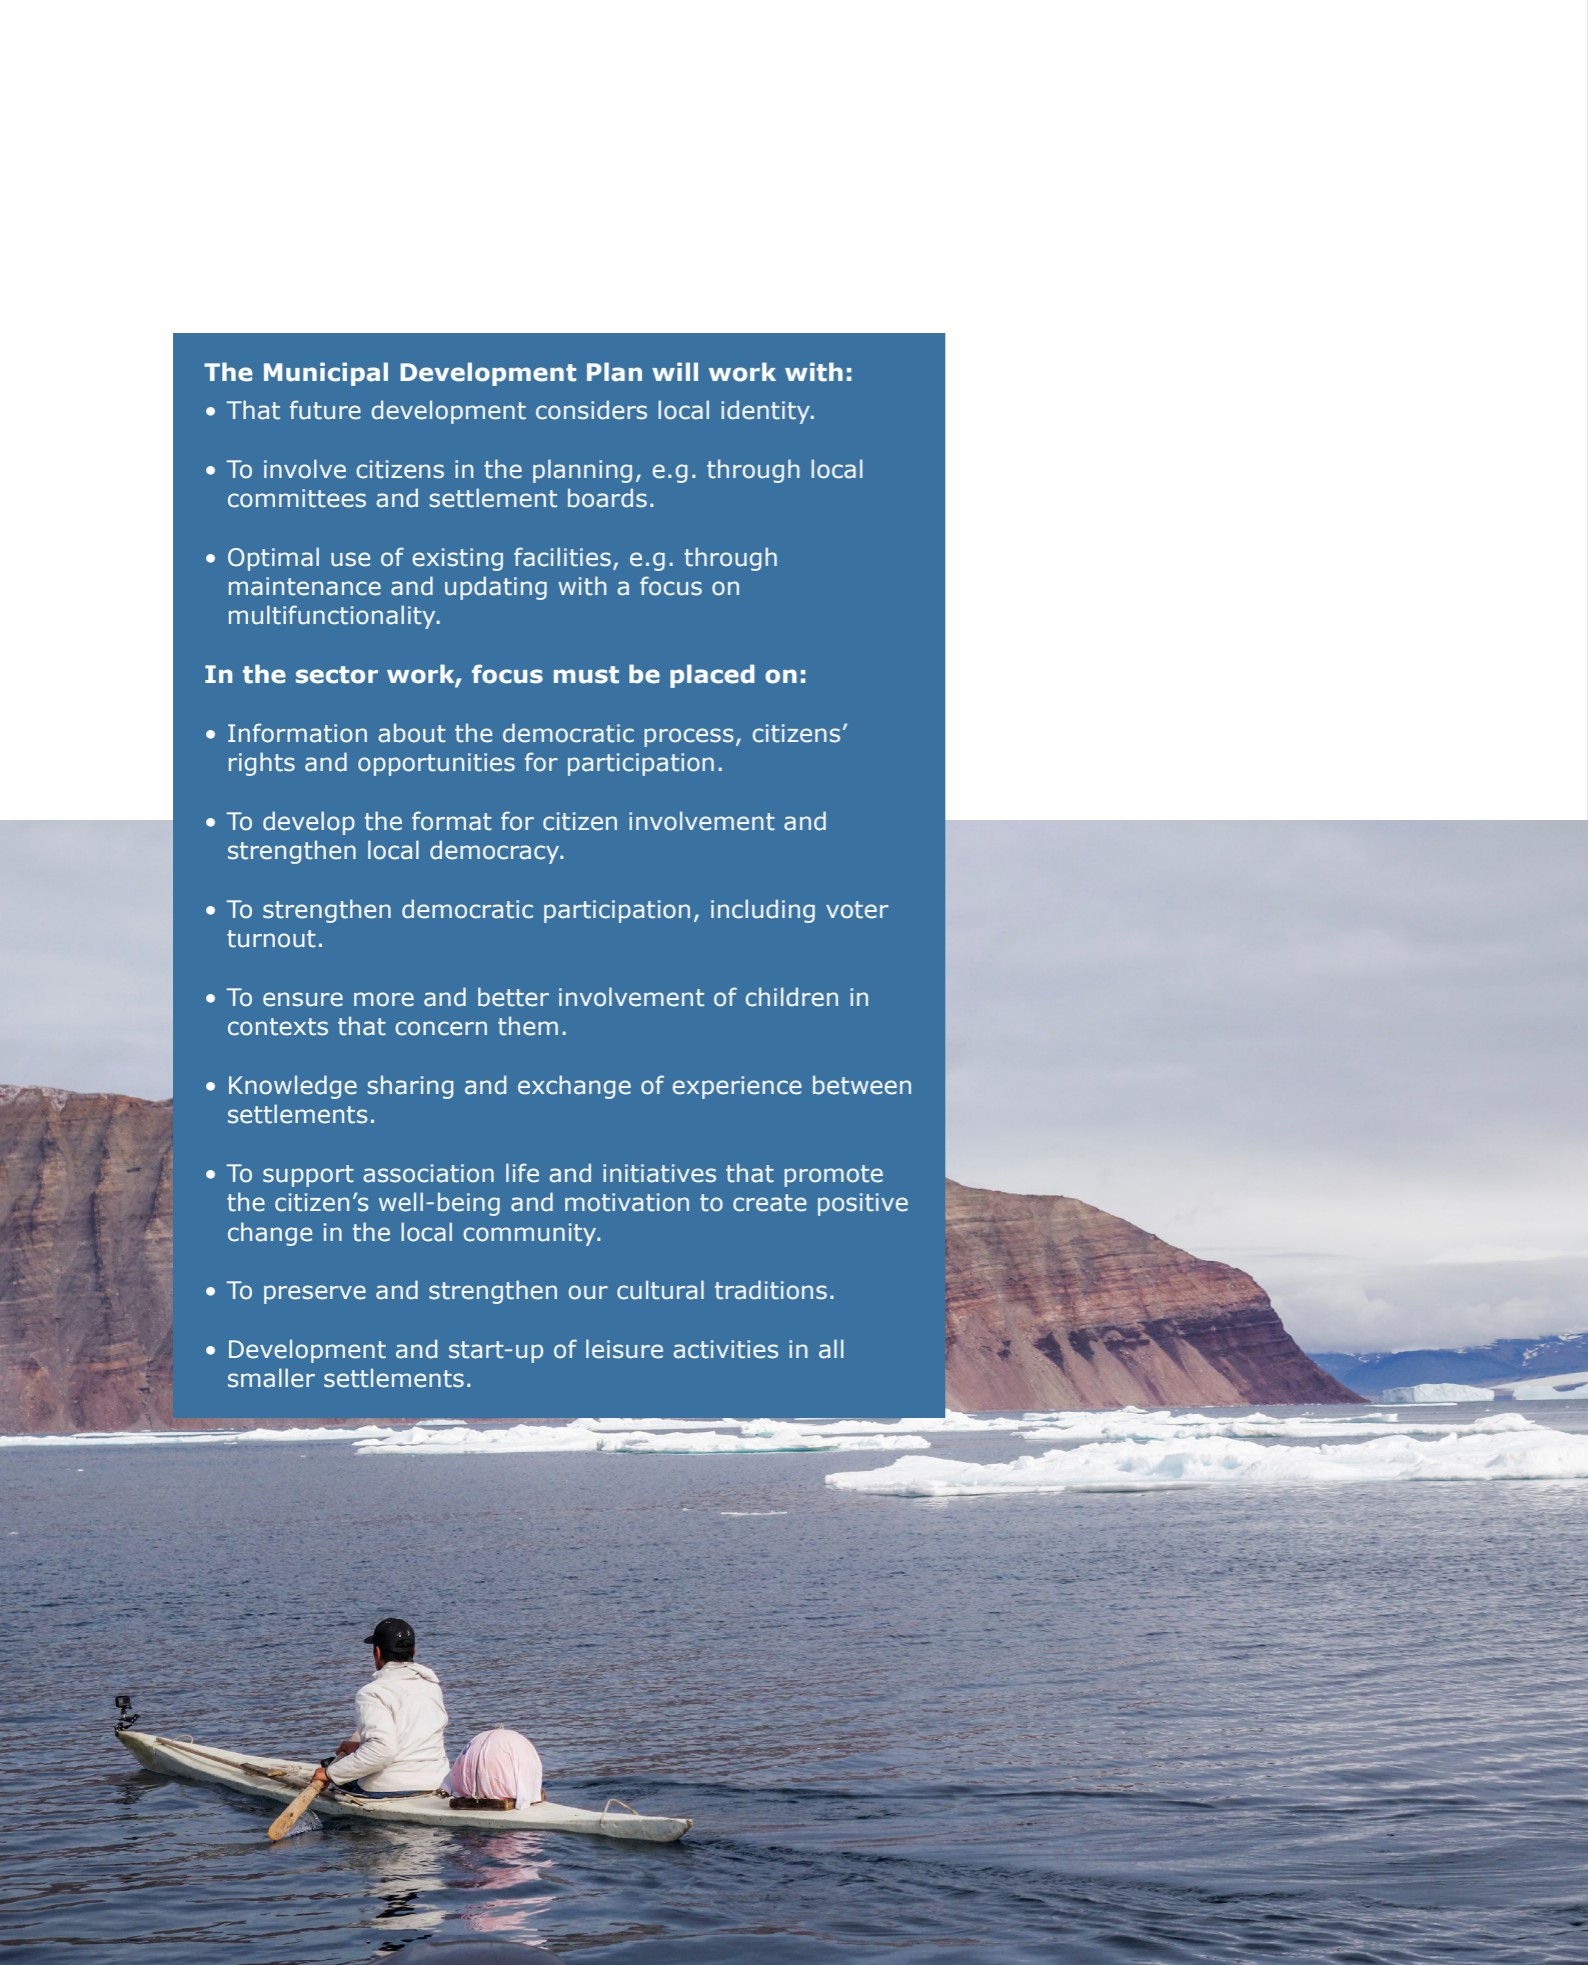 The Municipal Development Plan will work with:
• That future development considers local identity.
• To involve citizens in the planning, e.g. through local
committees and settlement boards.
• Optimal use of existing facilities, e.g. through
maintenance and updating with a focus on
multifunctionality.
In the sector work, focus must be placed on:
• Information about the democratic process, citizens’
rights and opportunities for participation.
• To develop the format for citizen involvement and
strengthen local democracy.
• To strengthen democratic participation, including voter
turnout.
• To ensure more and better involvement of children in
contexts that concern them.
• Knowledge sharing and exchange of experience between
settlements.
• To support association life and initiatives that promote
the citizen’s well-being and motivation to create positive
change in the local community.
• To preserve and strengthen our cultural traditions.
• Development and start-up of leisure activities in all
smaller settlements.